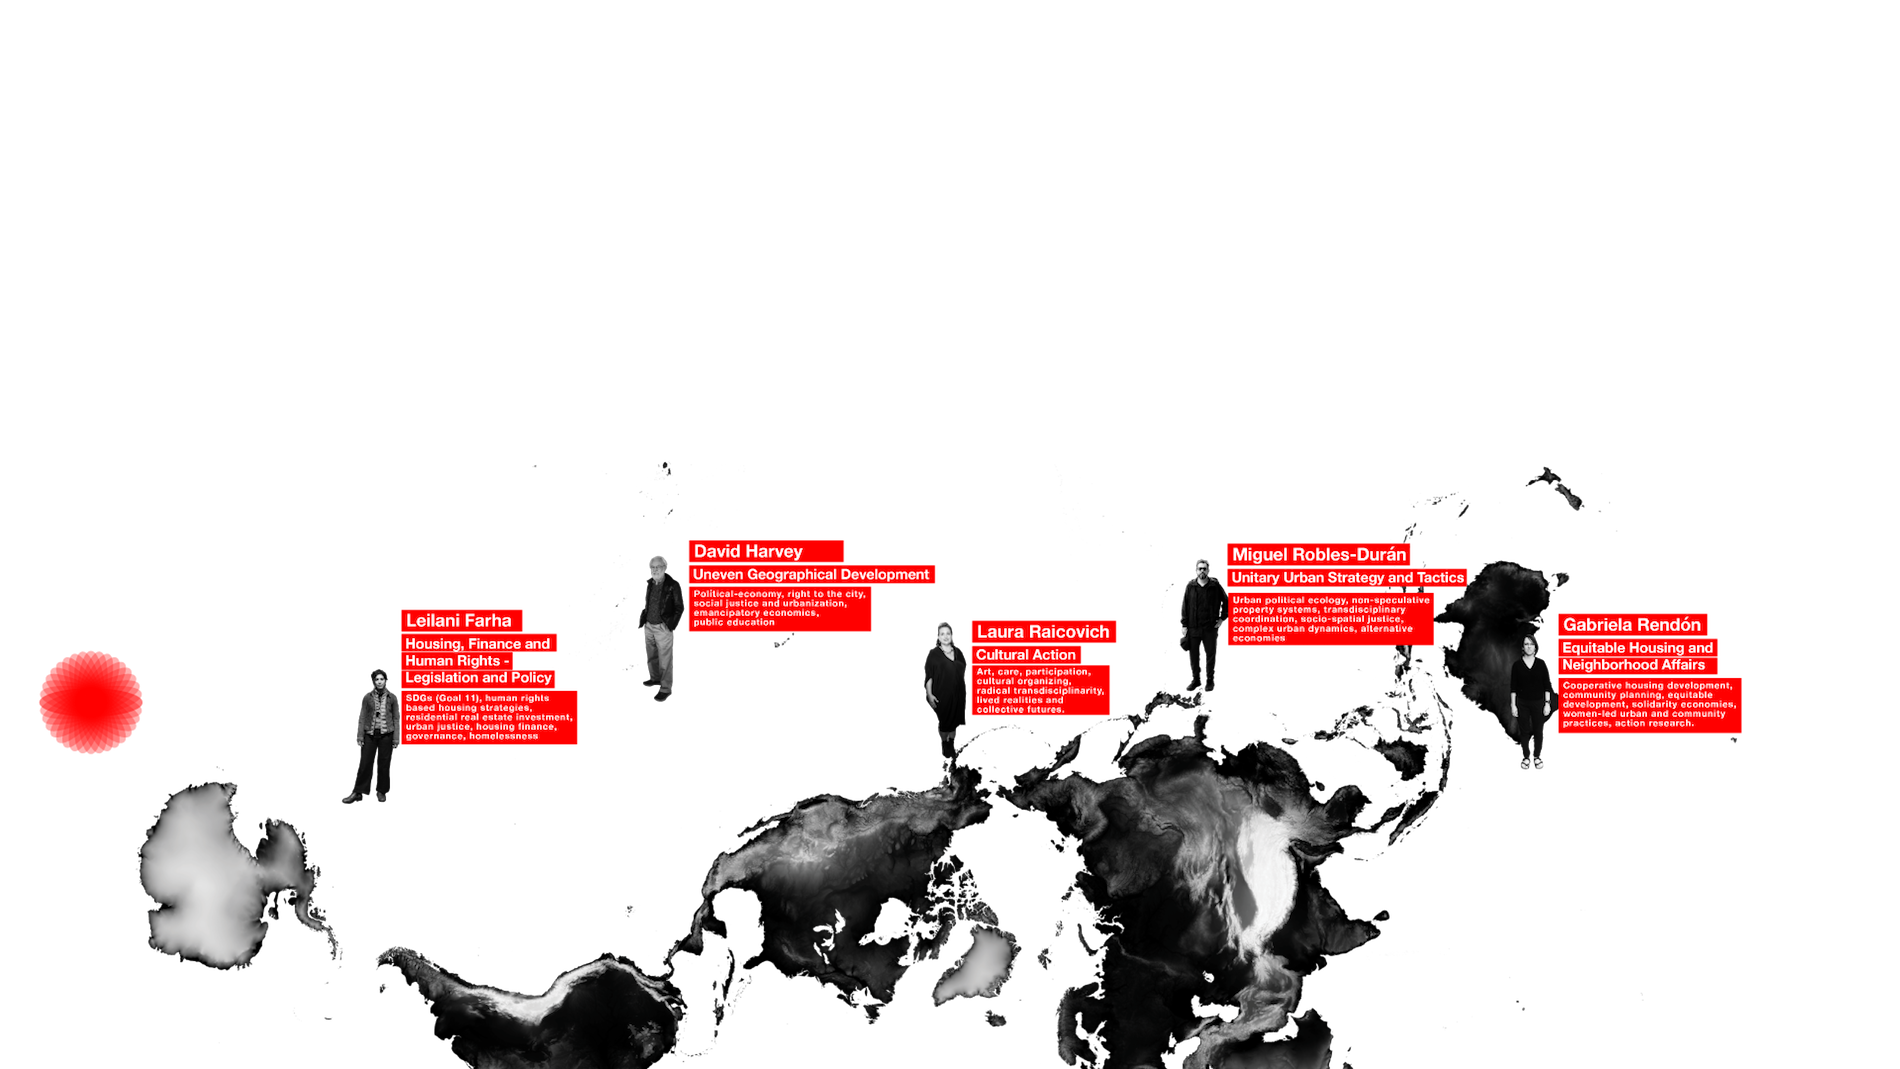 Leilani Farha
Housing, Finance and
Human Rights -
Legislation and Policy
SDGs (Goal 11), human rights
based housing strategies,
residential real estate investment,
urban justice, housing finance,
governance, homelessness
David Harvey
Uneven Geographical Development
Political-economy, right to the city,
social justice and urbanization,
emancipatory economics,
public education
Laura Raicovich
Cultural Action
Art, care, participation,
cultural organizing,
radical transdisciplinarity,
lived realities and
collective futures.
Miguel Robles-Durán
Unitary Urban Strategy and Tactics
Urban political ecology, non-speculative
property systems, transdisciplinary
coordination, socio-spatial justice,
complex urban dynamics, alternative
economies
Gabriela Rendón
Equitable Housing and
Neighborhood Affairs
Cooperative housing development,
community planning, equitable
development, solidarity economies,
women-led urban and community
practices, action research.